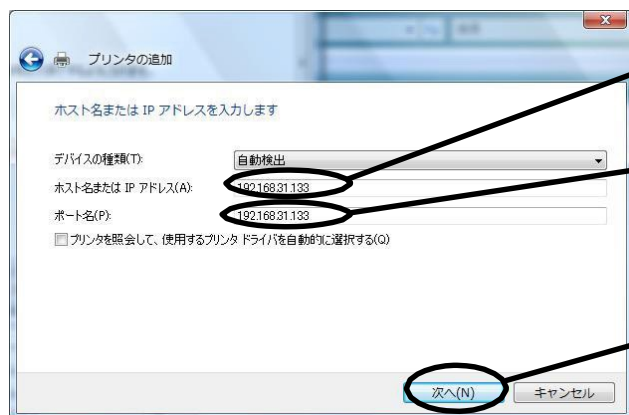 プリンタの追加
ホスト名または IP アドレスを入力します
デバイスの種類(T):
自動検出
ホスト名または IP アドレス(A):
192.168.31.133
ポート名(P):
192.168.31.133
プリンタを照会して、使用するプリンタ ドライバを自動的に選択する(Q)
次へ(N)
キャンセル